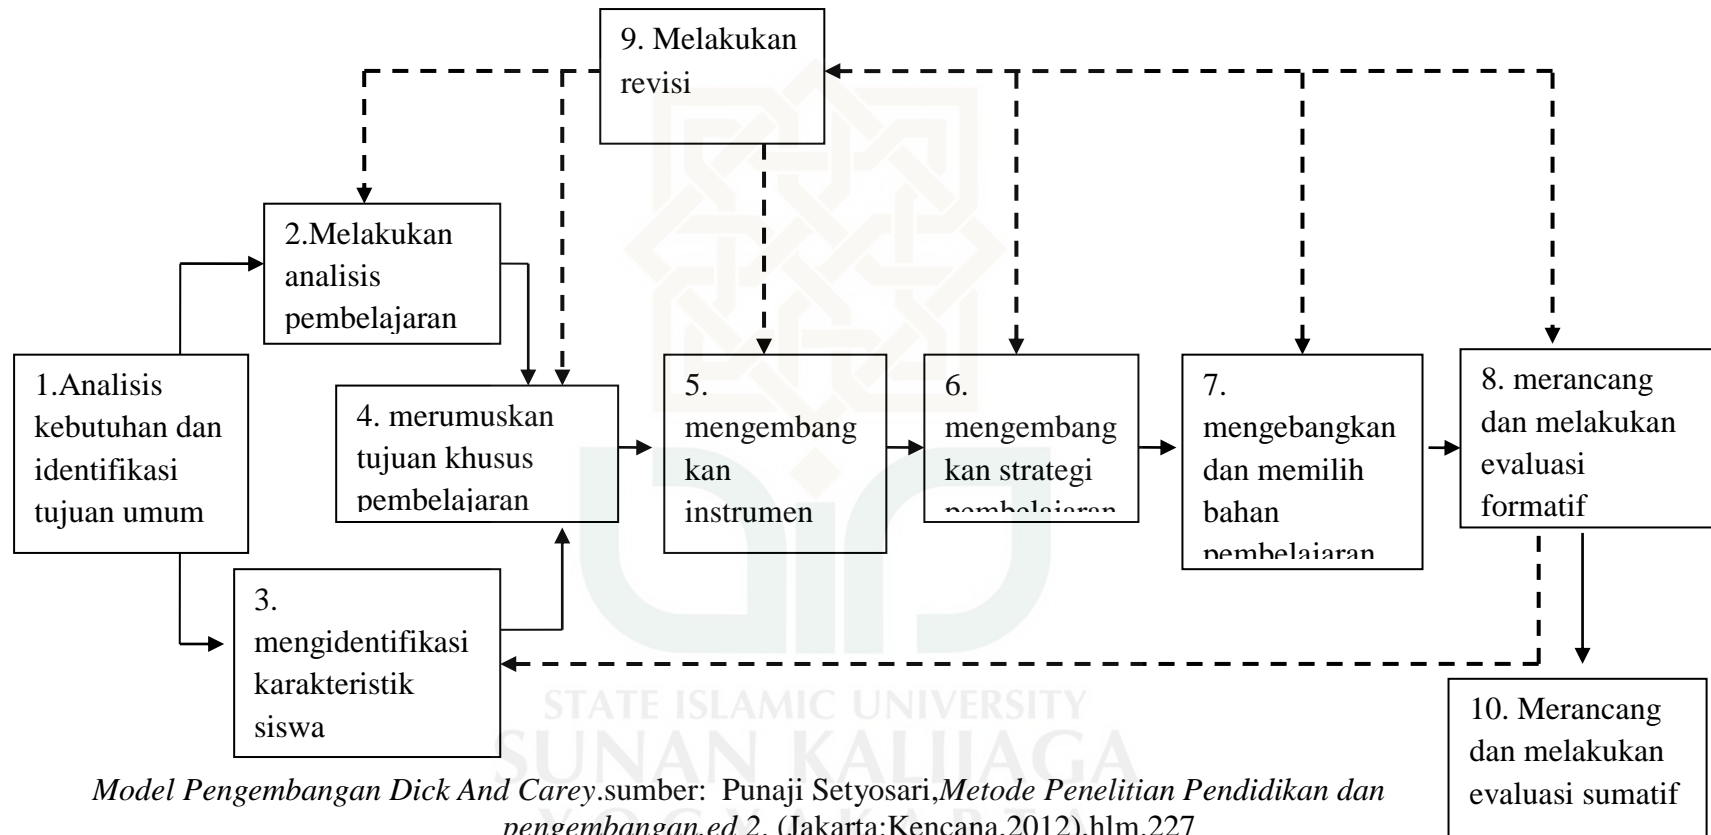 9. Melakukan
revisi
2.Melakukan
analisis
pembelajaran
1.Analisis
kebutuhan dan
identifikasi
tujuan umum
4. merumuskan
tujuan khusus
pembelajaran
5.
mengembang
kan
instrumen
6.
mengembang
kan strategi
pembelajaran
7.
mengebangkan
dan memilih
bahan
pembelajaran
8. merancang
dan melakukan
evaluasi
formatif
3.
mengidentifikasi
karakteristik
siswa
10. Merancang
dan melakukan
evaluasi sumatif
STATE ISLAMIC UNIVERSITY
SUNAN KALIJAGA
YOGYAKARTA
Model Pengembangan Dick And Carey.sumber: Punaji Setyosari,Metode Penelitian Pendidikan dan
pengembangan,ed 2, (Jakarta:Kencana,2012),hlm.227